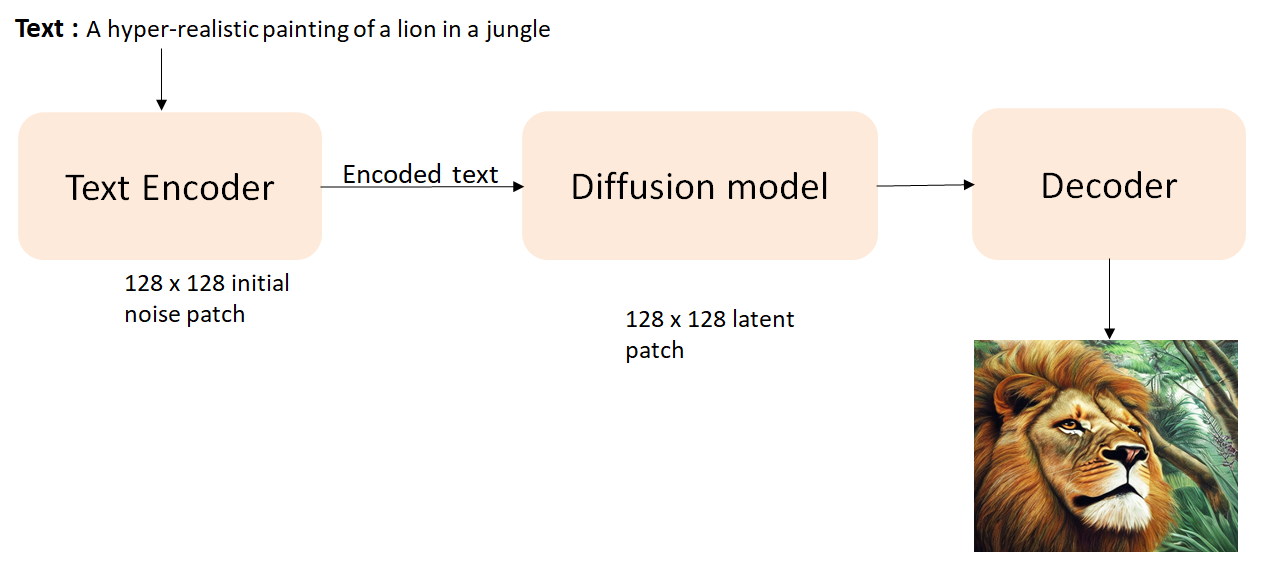 Text : A hyper-realistic painting of a lion in a jungle
Text Encoder
Encoded text
Diffusion model
Decoder
128 x 128 initial
noise patch
128 x 128 latent
patch